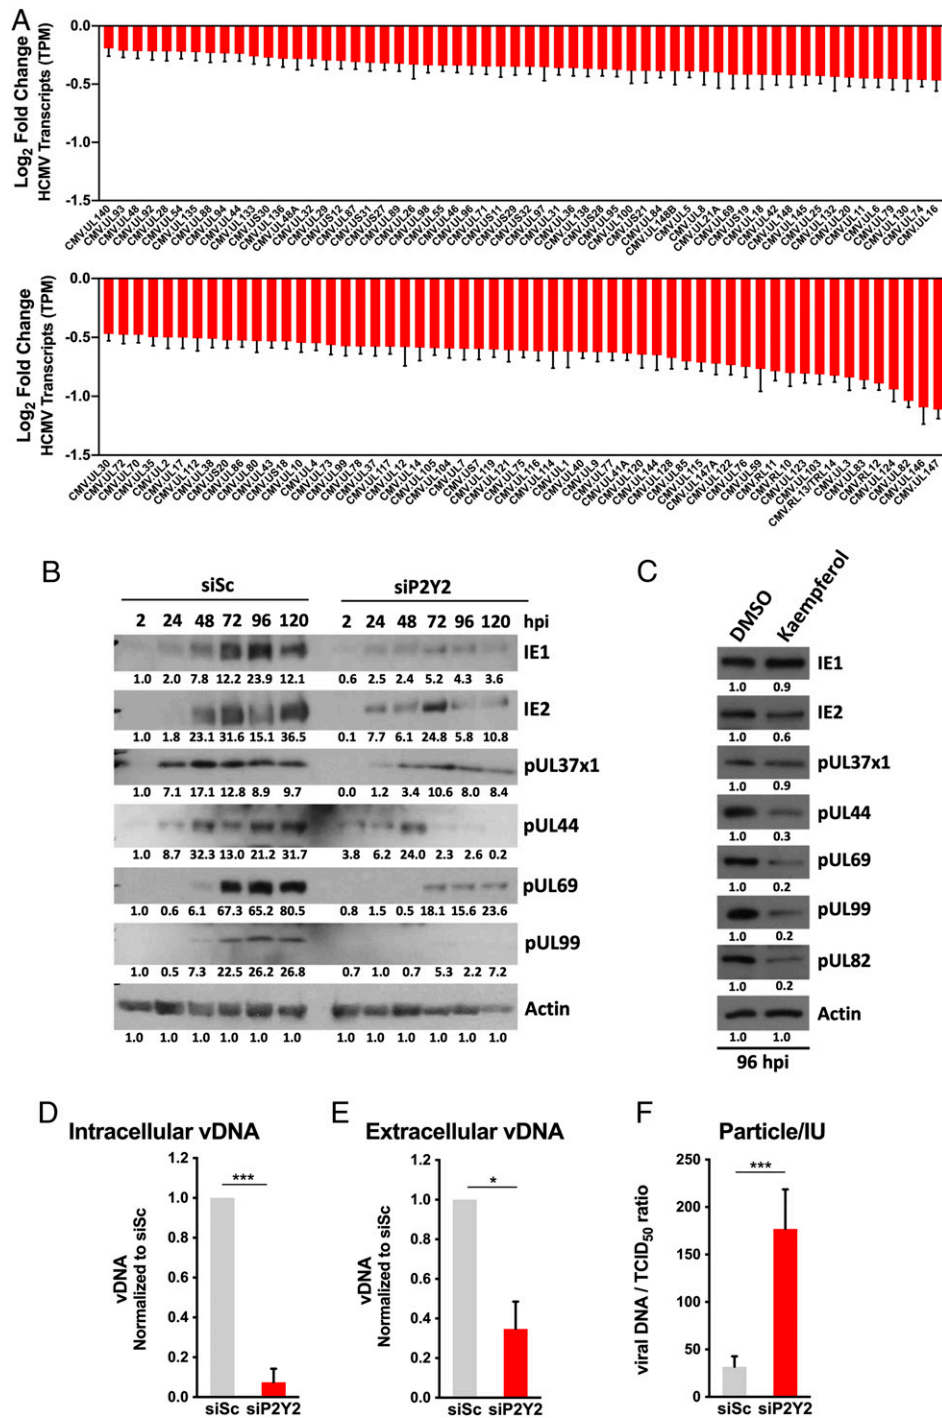 A
Log2 Fold Change
HCMV Transcripts (TPM)
0.0
-0.5
-1.0
-1.5
CMV.UL140
CMV.UL93
CMV.UL48
CMV.UL92
CMV.UL28
CMV.UL54
CMV.UL135
CMV.UL88
CMV.UL94
CMV.UL44
CMV.UL133
CMV.US30
CMV.UL136
CMV.UL48A
CMV.UL32
CMV.UL29
CMV.US12
CMV.UL87
CMV.US31
CMV.US27
CMV.UL89
CMV.UL26
CMV.UL98
CMV.UL55
CMV.UL46
CMV.UL96
CMV.UL71
CMV.US11
CMV.US29
CMV.US32
CMV.UL97
CMV.UL31
CMV.UL36
CMV.UL138
CMV.US28
CMV.UL95
CMV.UL100
CMV.US21
CMV.UL84
CMV.UL48B
CMV.UL5
CMV.UL8
CMV.UL21A
CMV.UL69
CMV.US19
CMV.UL18
CMV.UL42
CMV.UL148
CMV.UL145
CMV.UL25
CMV.UL132
CMV.UL20
CMV.UL11
CMV.UL6
CMV.UL79
CMV.UL130
CMV.UL74
CMV.UL16
Log2 Fold Change
HCMV Transcripts (TPM)
0.0
-0.5
-1.0
-1.5
CMV.UL30
CMV.UL72
CMV.UL70
CMV.UL35
CMV.UL2
CMV.UL17
CMV.UL112
CMV.UL38
CMV.US20
CMV.UL86
CMV.UL80
CMV.UL43
CMV.US18
CMV.UL10
CMV.UL4
CMV.UL73
CMV.UL99
CMV.UL78
CMV.UL37
CMV.UL117
CMV.UL12
CMV.UL14
CMV.UL105
CMV.UL104
CMV.UL7
CMV.US7
CMV.UL119
CMV.UL121
CMV.UL75
CMV.UL116
CMV.UL114
CMV.UL1
CMV.UL40
CMV.UL9
CMV.UL77
CMV.UL41A
CMV.UL120
CMV.UL144
CMV.UL128
CMV.UL85
CMV.UL115
CMV.UL147A
CMV.UL122
CMV.UL76
CMV.UL59
CMV.RL11
CMV.RL10
CMV.UL123
CMV.UL103
CMV.RL13/TRL14
CMV.UL3
CMV.UL83
CMV.RL12
CMV.UL124
CMV.UL82
CMV.UL146
CMV.UL147
B
siSc siP2Y2
2 24 48 72 96 120 2 24 48 72 96 120 hpi
IE1
1.0 2.0 7.8 12.2 23.9 12.1 0.6 2.5 2.4 5.2 4.3 3.6
IE2
1.0 1.8 23.1 31.6 15.1 36.5 0.1 7.7 6.1 24.8 5.8 10.8
pUL37x1
1.0 7.1 17.1 12.8 8.9 9.7 0.0 1.2 3.4 10.6 8.0 8.4
pUL44
1.0 8.7 32.3 13.0 21.2 31.7 3.8 6.2 24.0 2.3 2.6 0.2
pUL69
1.0 0.6 6.1 67.3 65.2 80.5 0.8 1.5 0.5 18.1 15.6 23.6
pUL99
1.0 0.5 7.3 22.5 26.2 26.8 0.7 1.0 0.7 5.3 2.2 7.2
Actin
1.0 1.0 1.0 1.0 1.0 1.0 1.0 1.0 1.0 1.0 1.0 1.0
C
DMSO Kaempferol
IE1
1.0 0.9
IE2
1.0 0.6
pUL37x1
1.0 0.9
pUL44
1.0 0.3
pUL69
1.0 0.2
pUL99
1.0 0.2
pUL82
1.0 0.2
Actin
1.0 1.0
96 hpi
D
Intracellular vDNA
vDNA
Normalized to siSc
1.2
1.0
0.8
0.6
0.4
0.2
0.0
***
siSc siP2Y2
E
Extracellular vDNA
vDNA
Normalized to siSc
1.2
1.0
0.8
0.6
0.4
0.2
0.0
*
siSc siP2Y2
F
Particle/IU
viral DNA / TCID50 ratio
250
200
150
100
50
0
***
siSc siP2Y2